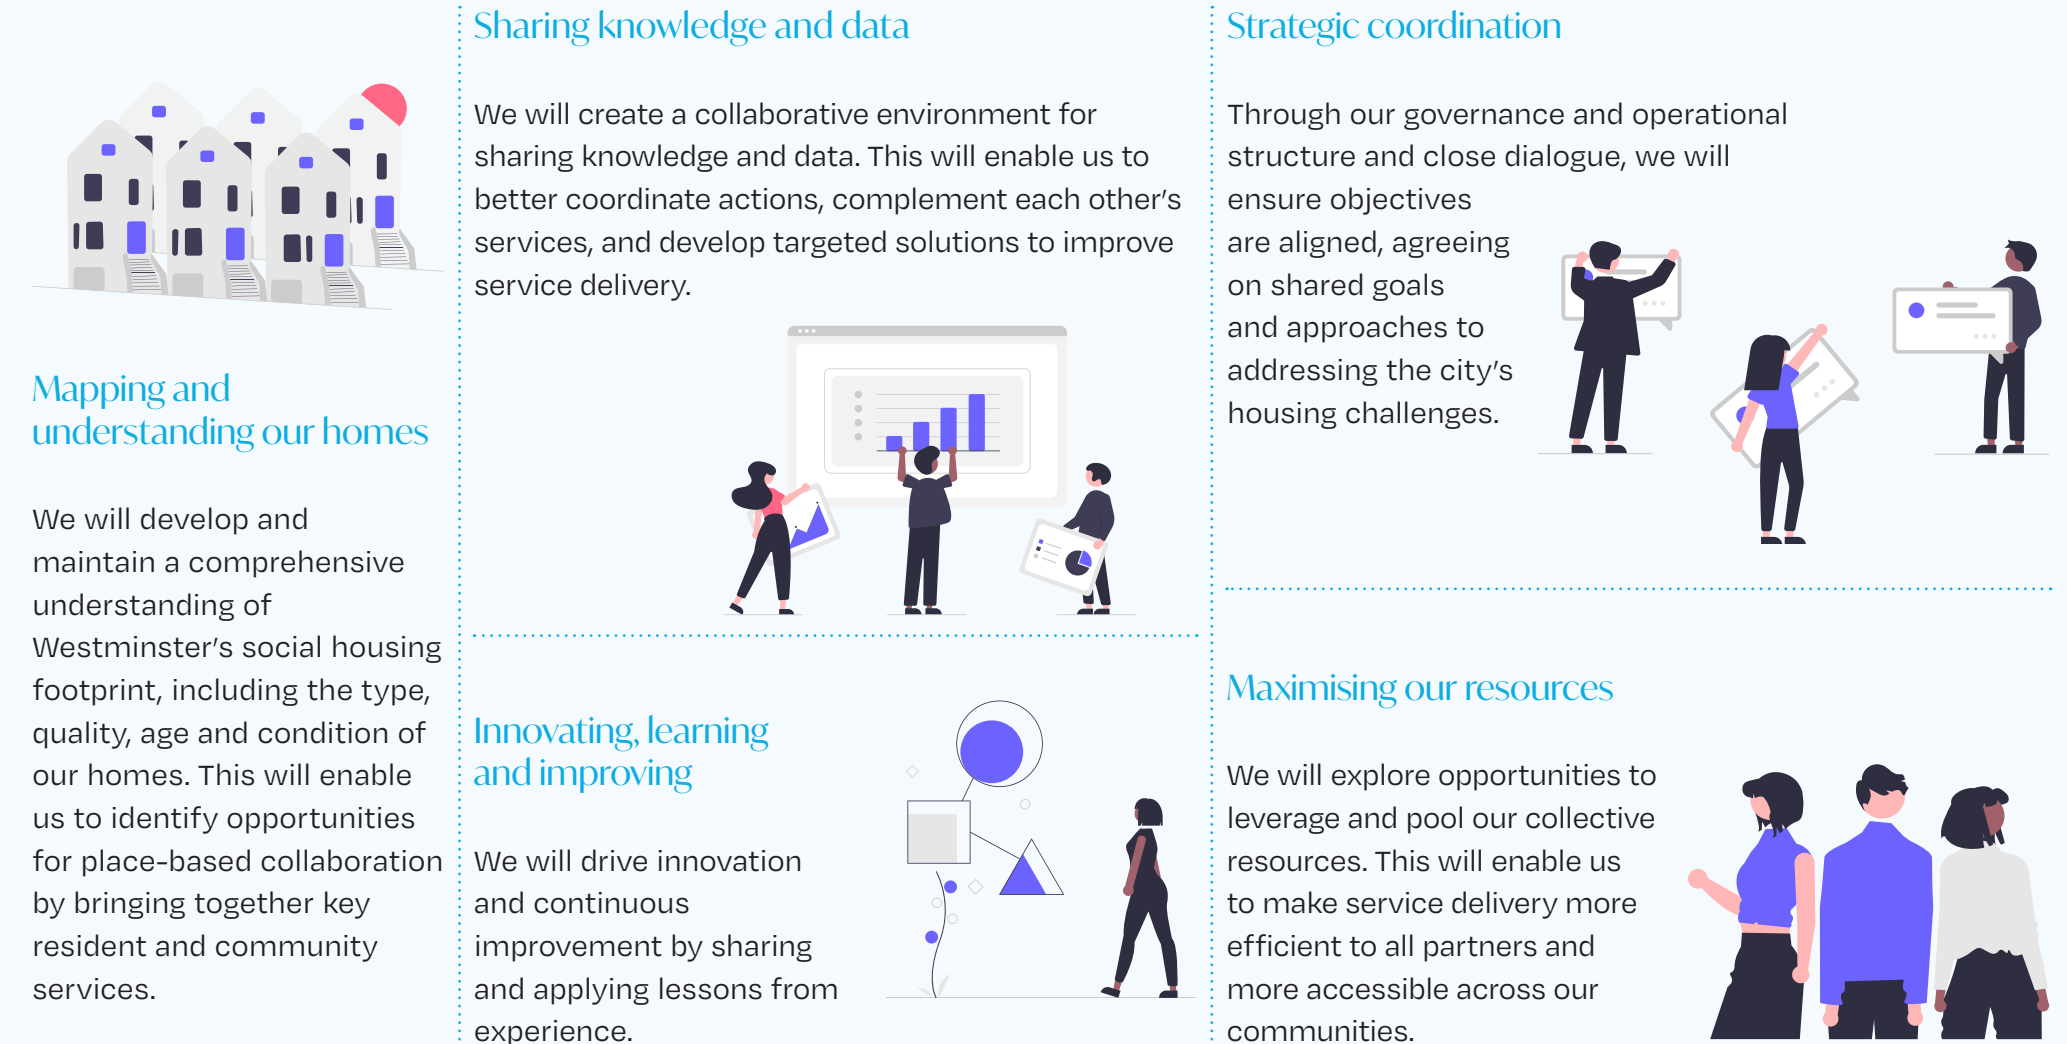 Mapping and
understanding our homes
We will develop and
maintain a comprehensive
understanding of
Westminster’s social housing
footprint, including the type,
quality, age and condition of
our homes. This will enable
us to identify opportunities
for place-based collaboration
by bringing together key
resident and community
services.
Sharing knowledge and data
We will create a collaborative environment for
sharing knowledge and data. This will enable us to
better coordinate actions, complement each other’s
services, and develop targeted solutions to improve
service delivery.
Innovating, learning
and improving
We will drive innovation
and continuous
improvement by sharing
and applying lessons from
experience.
Strategic coordination
Through our governance and operational
structure and close dialogue, we will
ensure objectives
are aligned, agreeing
on shared goals
and approaches to
addressing the city’s
housing challenges.
Maximising our resources
We will explore opportunities to
leverage and pool our collective
resources. This will enable us
to make service delivery more
efficient to all partners and
more accessible across our
communities.